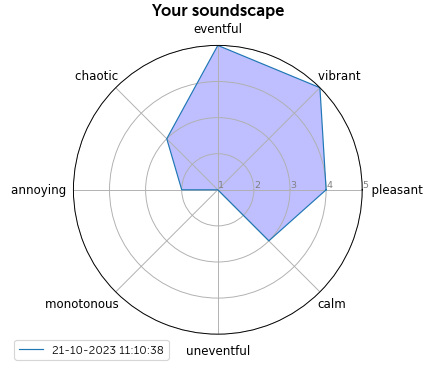 Your soundscape
eventful
chaotic
vibrant
annoying
1 2 3 4 5
pleasant
monotonous
calm
uneventful
21-10-2023 11:10:38